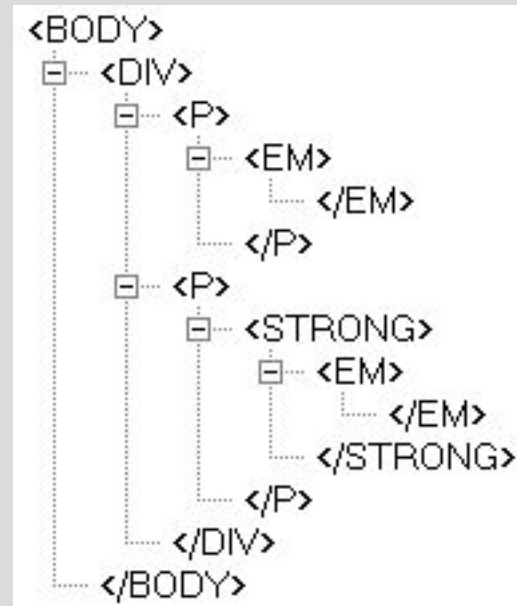 <BODY>
<DIV>
<P>
<EM>
</EM>
</P>
<P>
<STRONG>
<EM>
</EM>
</STRONG>
</P>
</DIV>
</BODY>